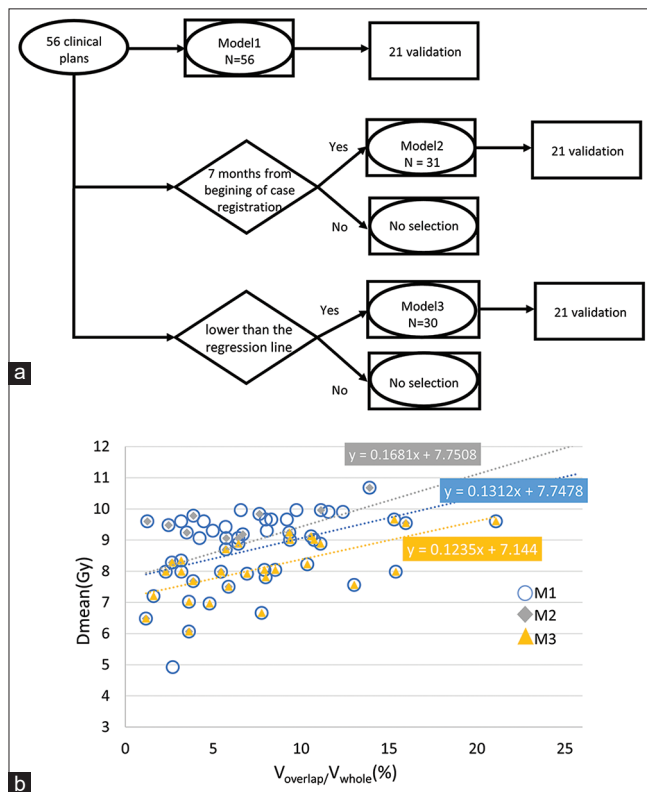 56 clinical
plans
Model1
N=56
21 validation
7 months from
begining of case
registration
Yes
No
Model2
N = 31
No selection
21 validation
lower than the
regression line
Yes
No
Model3
N=30
No selection
21 validation
a
12
11
10
9
8
7
6
5
4
3
Dmean(Gy)
y = 0.1681x + 7.7508
y = 0.1312x + 7.7478
y = 0.1235x + 7.144
M1
M2
M3
0 5 10 15 20 25
Voverlap/Vwhole(%)
b